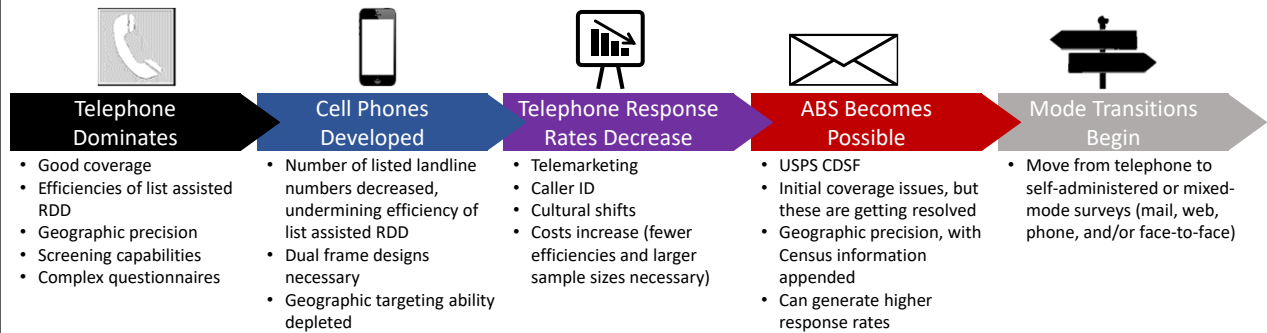 Telephone
Dominates
• Good coverage
• Efficiencies of list assisted
RDD
• Geographic precision
• Screening capabilities
• Complex questionnaires
Cell Phones
Developed
• Number of listed landline
numbers decreased,
undermining efficiency of
list assisted RDD
• Dual frame designs
necessary
• Geographic targeting ability
depleted
Telephone Response
Rates Decrease
• Telemarketing
• Caller ID
• Cultural shifts
• Costs increase (fewer
efficiencies and larger
sample sizes necessary)
ABS Becomes
Possible
• USPS CDSF
• Initial coverage issues, but
these are getting resolved
• Geographic precision, with
Census information
appended
• Can generate higher
response rates
Mode Transitions
Begin
• Move from telephone to
self-administered or mixed-
mode surveys (mail, web,
phone, and/or face-to-face)